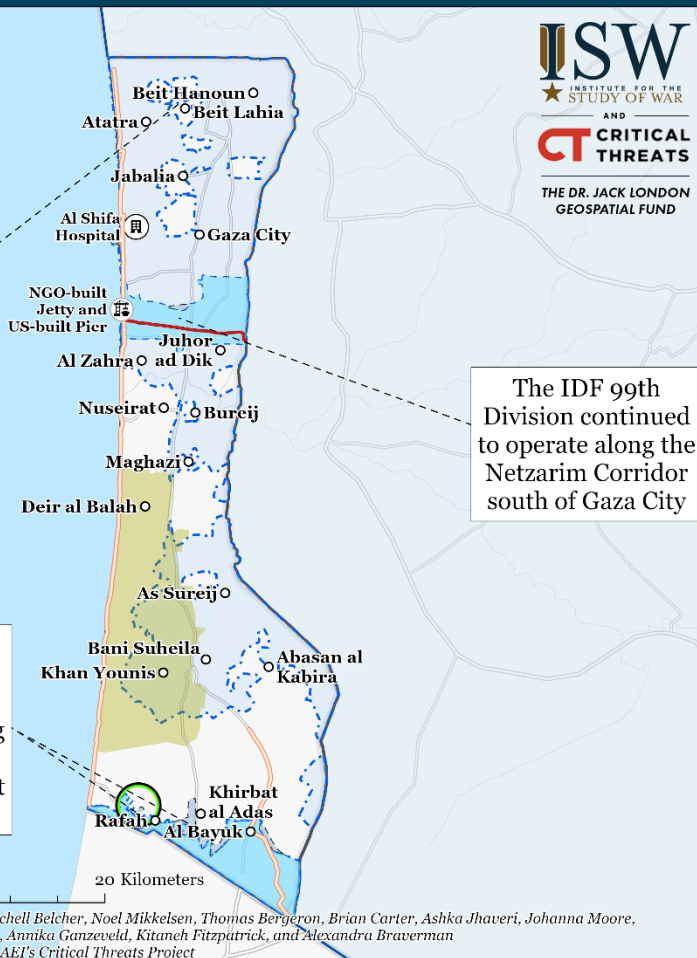 ISW
INSTITUTE FOR THE
STUDY OF WAR
AND
CT CRITICAL
THREATS
THE DR. JACK LONDON
GEOSPATIAL FUND
Beit Hanoun
Beit Lahia
Atatra
Jabalia
Al Shifa
Hospital
Gaza City
NGO-built
Jetty and
US-built Pier
Juhor
ad Dik
Al Zahra
Nuseirat
Bureij
Maghazi
The IDF 99th
Division continued
to operate along the
Netzarim Corridor
south of Gaza City
Deir al Balah
As Sureij
Bani Suheila
Khan Younis
Abasan al
Kabira
g
t
Khirbat
al Adas
Rafah
Al Bayuk
20 Kilometers
chell Belcher, Noel Mikkelsen, Thomas Bergeron, Brian Carter, Ashka Jhaveri, Johanna Moore,
, Annika Ganzeveld, Kitaneh Fitzpatrick, and Alexandra Braverman
AEI's Critical Threats Project